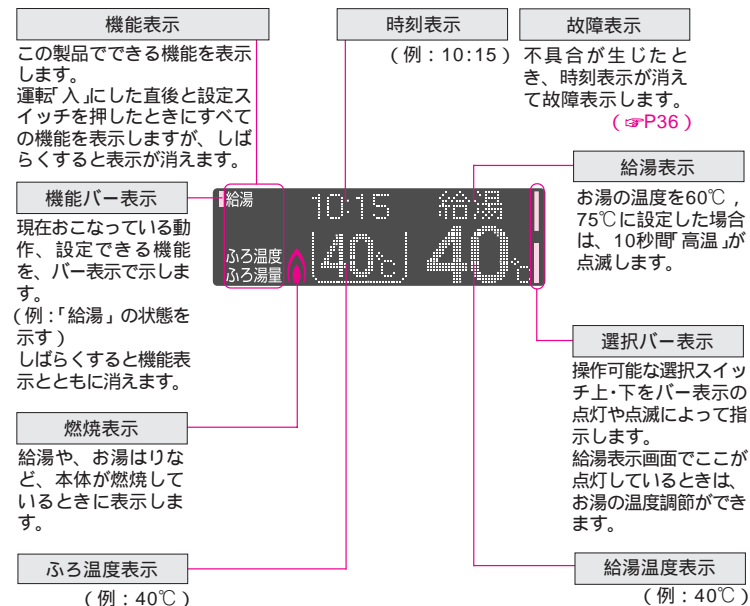 機能表示
この製品でできる機能を表示
します。
運転「入」にした直後と設定ス
イッチを押したときにすべて
の機能を表示しますが、しば
らくすると表示が消えます。
時刻表示
（例：10:15）
故障表示
不具合が生じたと
き、時刻表示が消え
て故障表示します。
（☞P36）
給湯表示
お湯の温度を60℃，
75℃に設定した場合
は、10秒間「高温」が
点滅します。
機能バー表示
現在おこなっている動
作、設定できる機能
を、バー表示で示しま
す。
（例：「給湯」の状態を
示す）
しばらくすると機能表
示とともに消えます。
給湯
10:15
給湯
ふろ温度
ふろ湯量
40℃
40℃
選択バー表示
操作可能な選択スイッ
チ上・下をバー表示の
点灯や点滅によって指
示します。
給湯表示画面でここが
点灯しているときは、
お湯の温度調節ができ
ます。
燃焼表示
給湯や、お湯はりな
ど、本体が燃焼して
いるときに表示しま
す。
ふろ温度表示
（例：40℃）
給湯温度表示
（例：40℃）